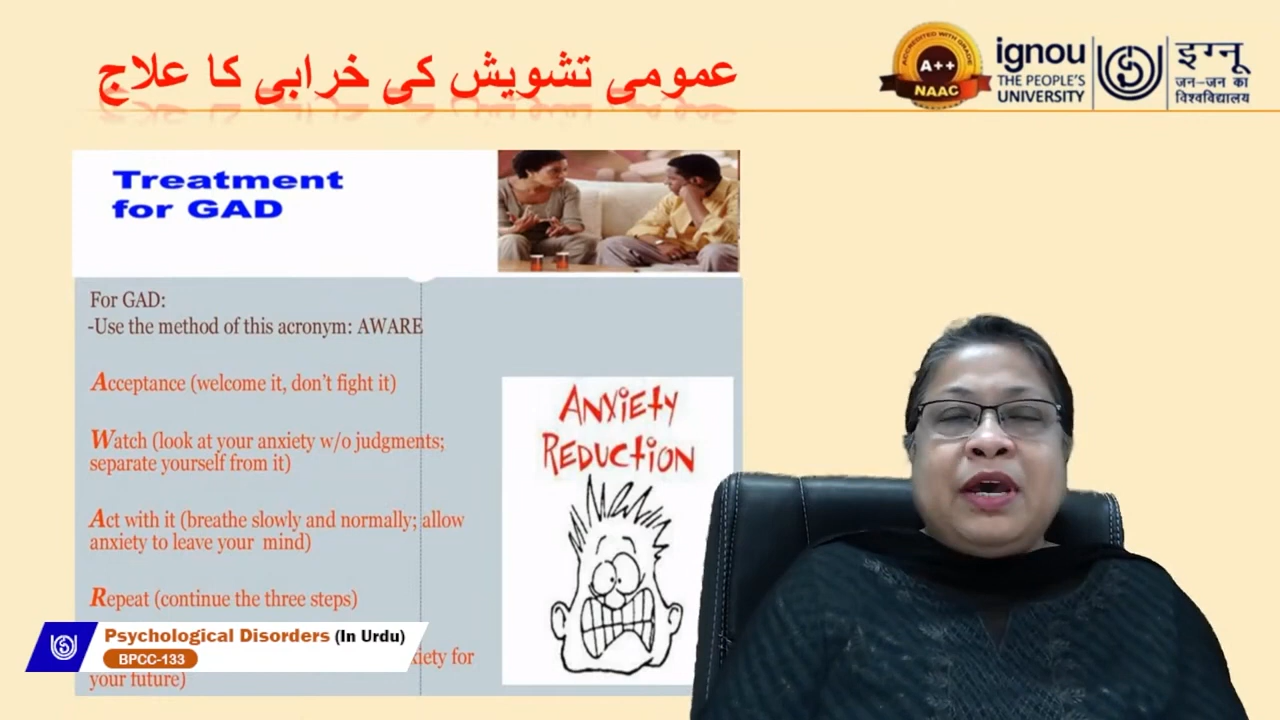 عمومی تشویش کی خرابی کا علاج
ACCREDITED WITH GRADE
A++
NAAC
ignou
THE PEOPLE'S
UNIVERSITY
इग्नू
जन-जन का
विश्वविद्यालय
Treatment
for GAD
For GAD:
-Use the method of this acronym: AWARE
Acceptance (welcome it, don't fight it)
Watch (look at your anxiety w/o judgments;
separate yourself from it)
Act with it (breathe slowly and normally; allow
anxiety to leave your mind)
Repeat (continue the three steps)
for
your future)
ANXIETY
REDUCTION
Psychological Disorders (In Urdu)
BPCC-133